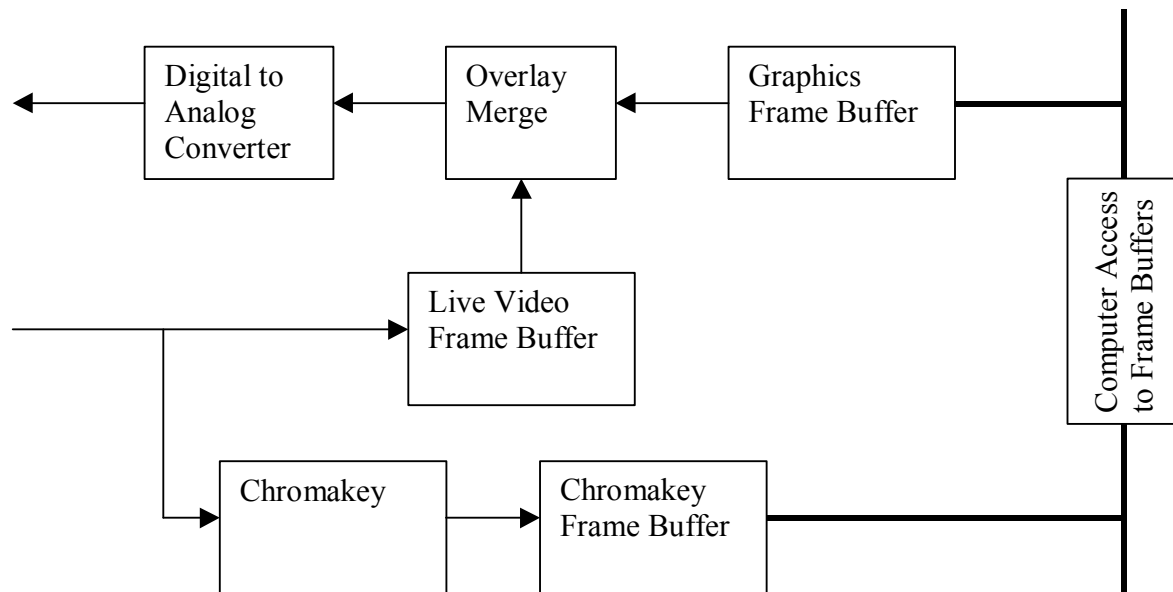 Digital to
Analog
Converter
Overlay
Merge
Graphics
Frame Buffer
Computer Access
to Frame Buffers
Live Video
Frame Buffer
Chromakey
Chromakey
Frame Buffer